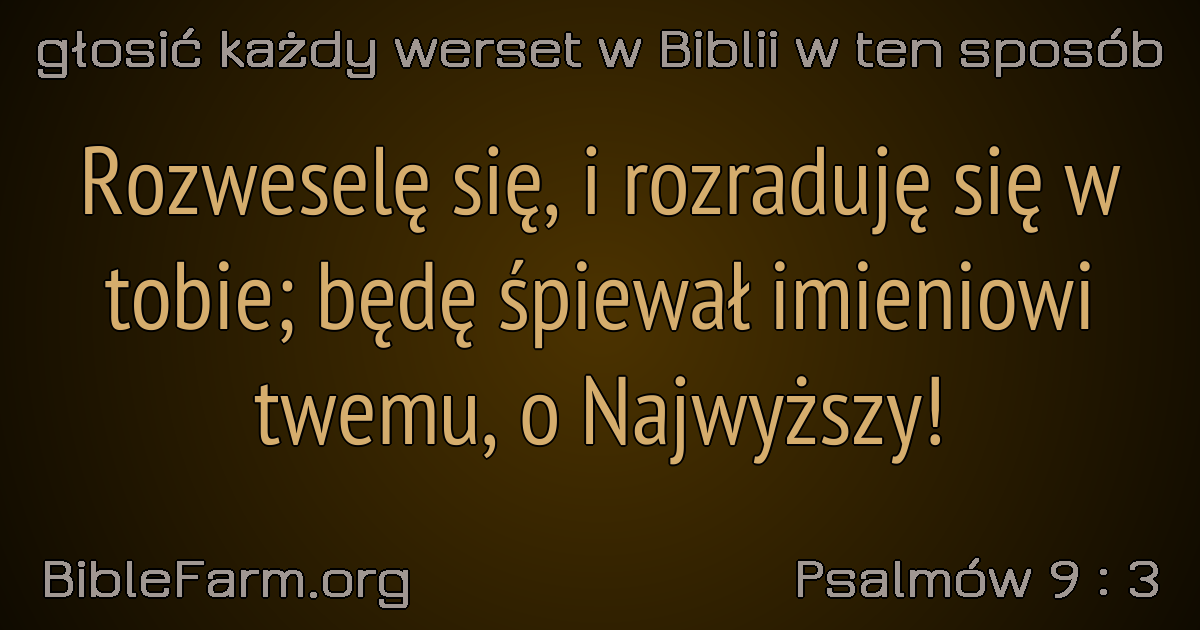 głosić każdy werset w Biblii w ten sposób
Rozweselę się, i rozraduję się w
tobie; będę śpiewał imieniowi
twemu, o Najwyższy!
BibleFarm.org
Psalmów 9 : 3